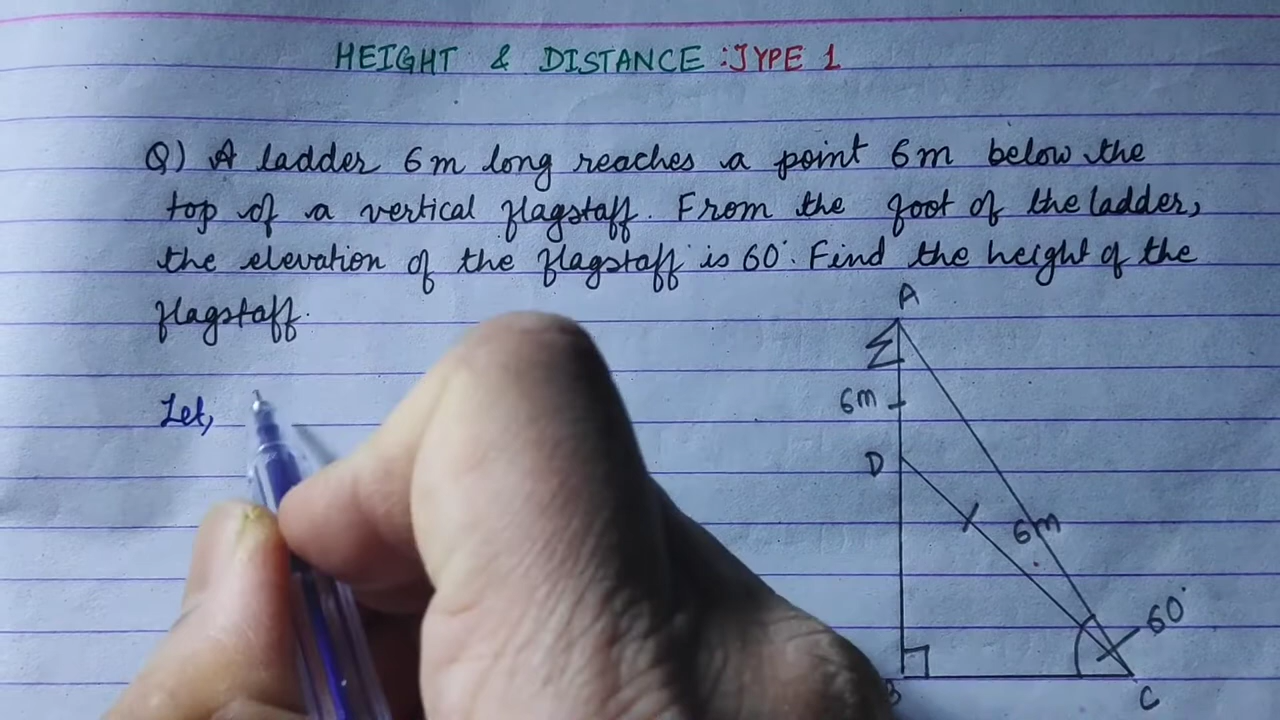 HEIGHT & DISTANCE : TYPE 1
Q) A ladder 6m long reaches a point 6m below the
top of a vertical flagstaff. From the foot of the ladder,
the elevation of the flagstaff is 60°. Find the height of the
flagstaff.
A
Let,
6m
D
6m
60°
B
C